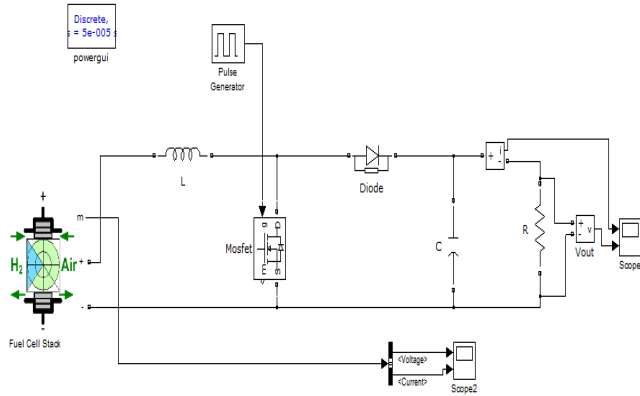 Discrete,
s = 5e-005 s
powergui
Pulse
Generator
L
Diode
+
i
-
m
+
g
D
Mosfet
m
S
C
R
+
-
v
Vout
Scope
H2
Air
+
-
-
Fuel Cell Stack
<Voltage>
<Current>
Scope2